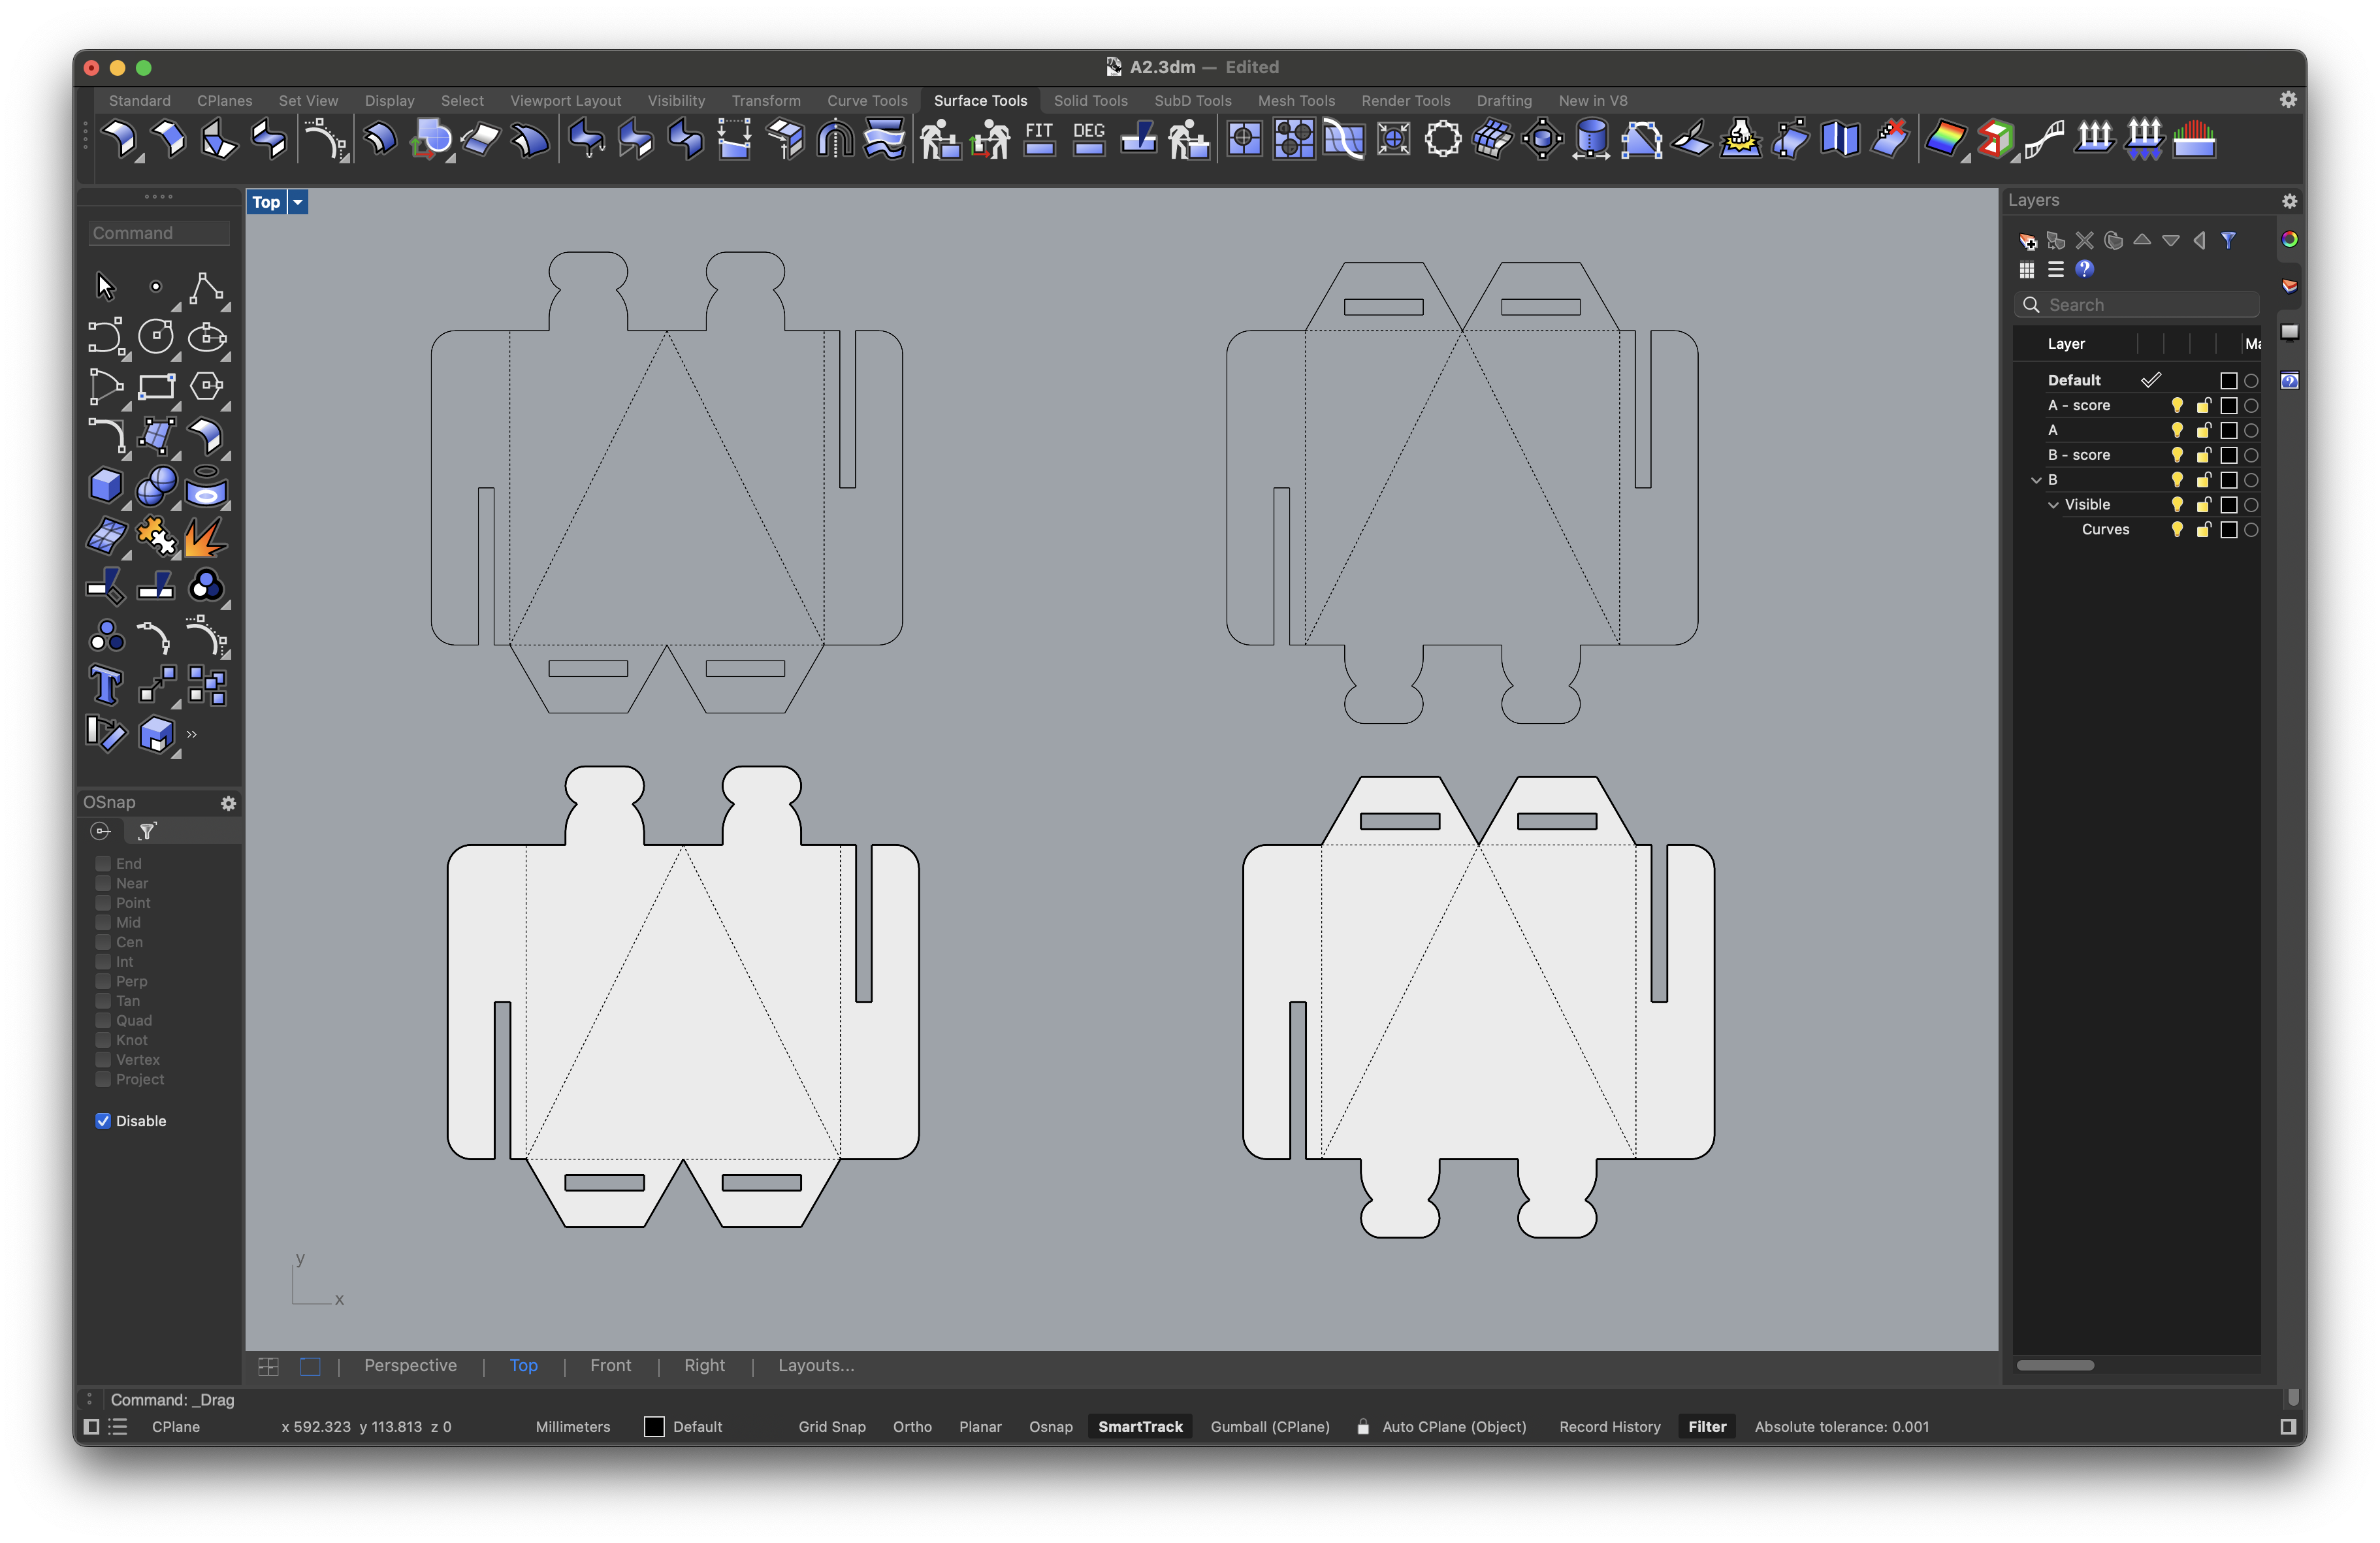 A2.3dm — Edited
Standard CPlanes Set View Display Select Viewport Layout Visibility Transform Curve Tools Surface Tools Solid Tools SubD Tools Mesh Tools Render Tools Drafting New in V8
FIT DEG
Command
Top
Layers
Search
Layer Ma
Default
A - score
A
B - score
B
Visible
Curves
OSnap
End
Near
Point
Mid
Cen
Int
Perp
Tan
Quad
Knot
Vertex
Project
Disable
y
x
Perspective Top Front Right Layouts...
Command: _Drag
CPlane x 592.323 y 113.813 z 0 Millimeters Default Grid Snap Ortho Planar Osnap SmartTrack Gumball (CPlane) Auto CPlane (Object) Record History Filter Absolute tolerance: 0.001